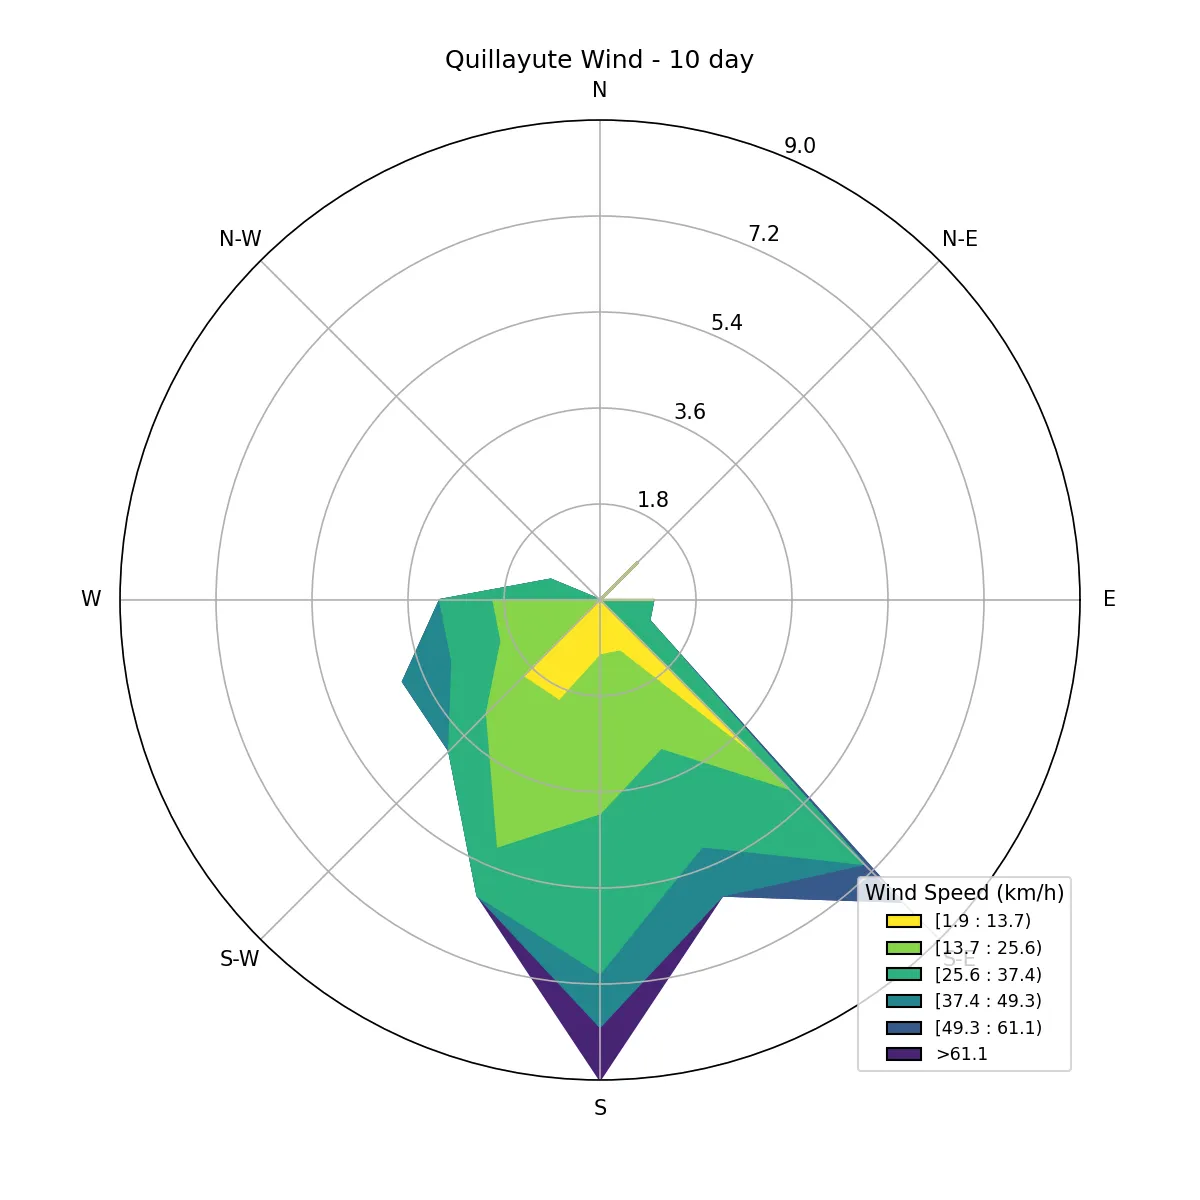 Quillayute Wind - 10 day
N
9.0
N-W
N-E
7.2
5.4
3.6
1.8
W
E
Wind Speed (km/h)
[1.9 : 13.7)
[13.7 : 25.6)
S-W
S-E
[25.6 : 37.4)
[37.4 : 49.3)
[49.3 : 61.1)
>61.1
S